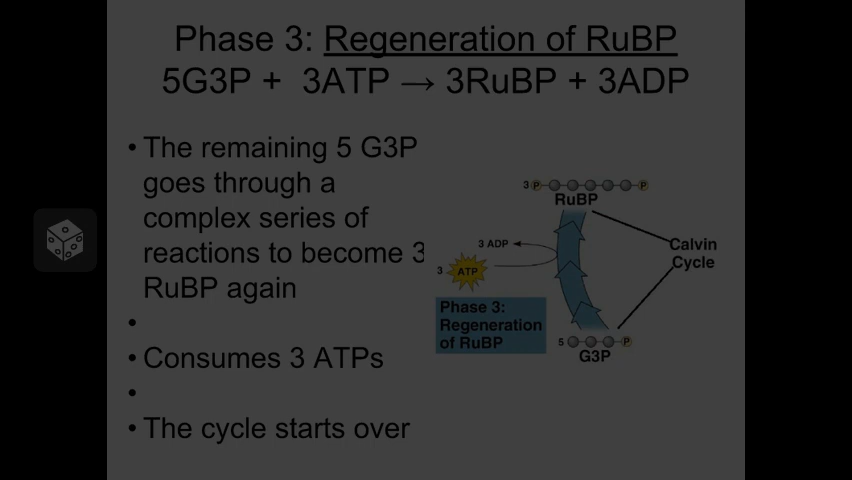 Phase 3: Regeneration of RuBP
5G3P + 3ATP → 3RuBP + 3ADP
• The remaining 5 G3P
goes through a
complex series of
reactions to become 3
RuBP again
•
• Consumes 3 ATPs
•
• The cycle starts over
3 P P
RuBP
3 ADP
3 ATP
Calvin
Cycle
Phase 3:
Regeneration
of RuBP
5 P
G3P